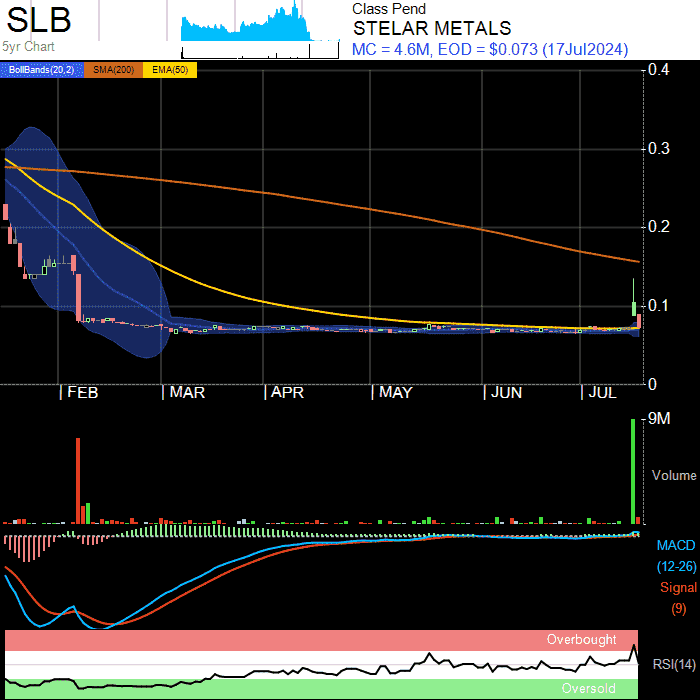 SLB
Class Pend
STELAR METALS
5yr Chart
MC = 4.6M, EOD = $0.073 (17Jul2024)
BollBands(20,2) SMA(200) EMA(50)
0.4
0.3
0.2
0.1
0
FEB MAR APR MAY JUN JUL
9M
Volume
MACD
(12-26)
Signal
(9)
Overbought
RSI(14)
Oversold